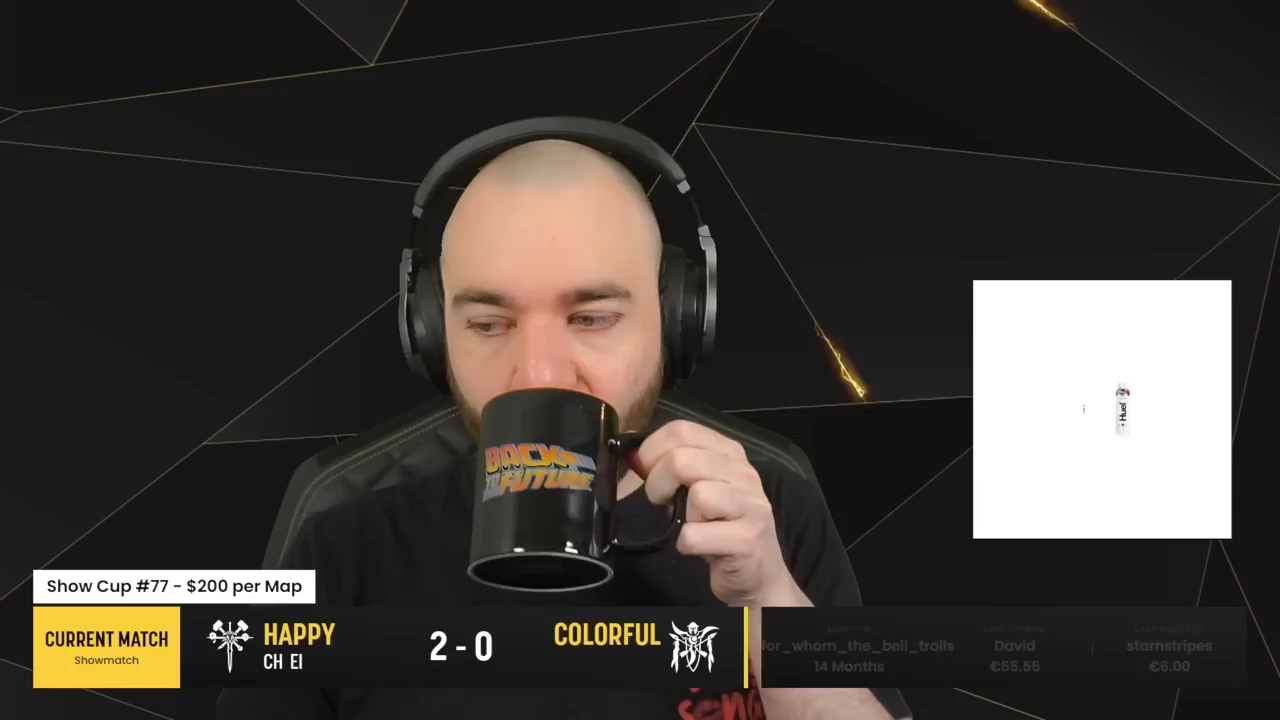 BACK
TO
FUTURE
Huel
Show Cup #77 - $200 per Map
CURRENT MATCH
Showmatch
HAPPY
CH EI
2 - 0
COLORFUL
for_whom_the_bell_trolls
14 Months
David
€55.55
starnstripes
€6.00